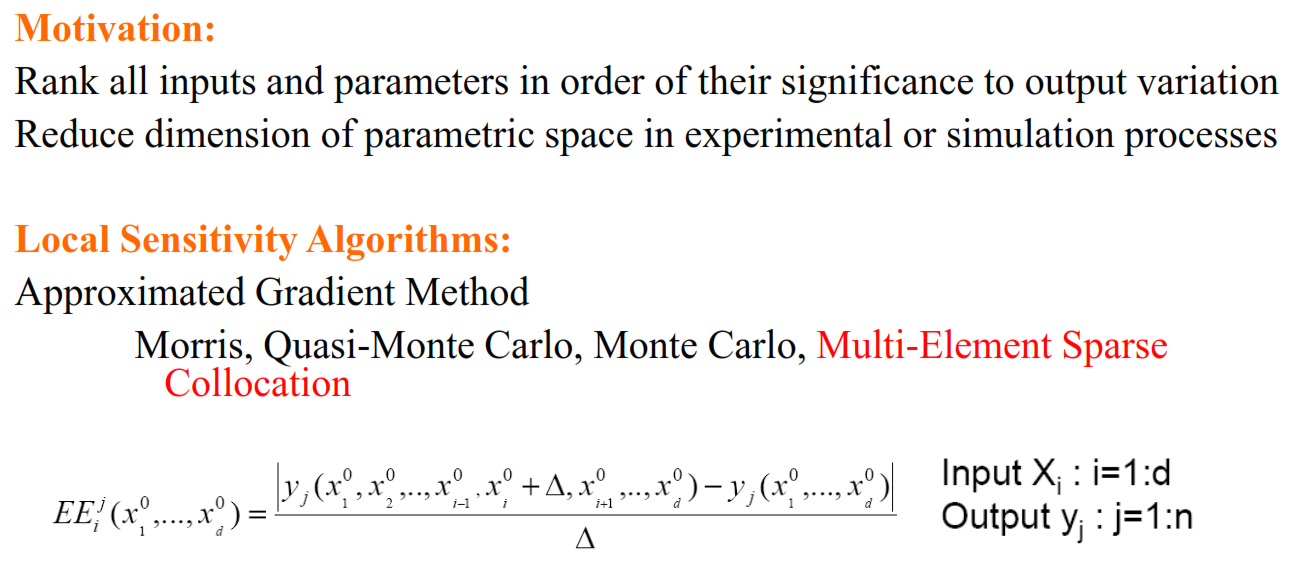 Motivation:
Rank all inputs and parameters in order of their significance to output variation
Reduce dimension of parametric space in experimental or simulation processes
Local Sensitivity Algorithms:
Approximated Gradient Method
Morris, Quasi-Monte Carlo, Monte Carlo, Multi-Element Sparse
Collocation
$EE_i^j(x_1^0,...,x_d^0) = \frac{\left| y_j(x_1^0, x_2^0,..., x_{i-1}^0, x_i^0 + \Delta, x_{i+1}^0,..., x_d^0) - y_j(x_1^0,..., x_d^0) \right|}{\Delta}$
Input X_i : i=1:d
Output y_j : j=1:n